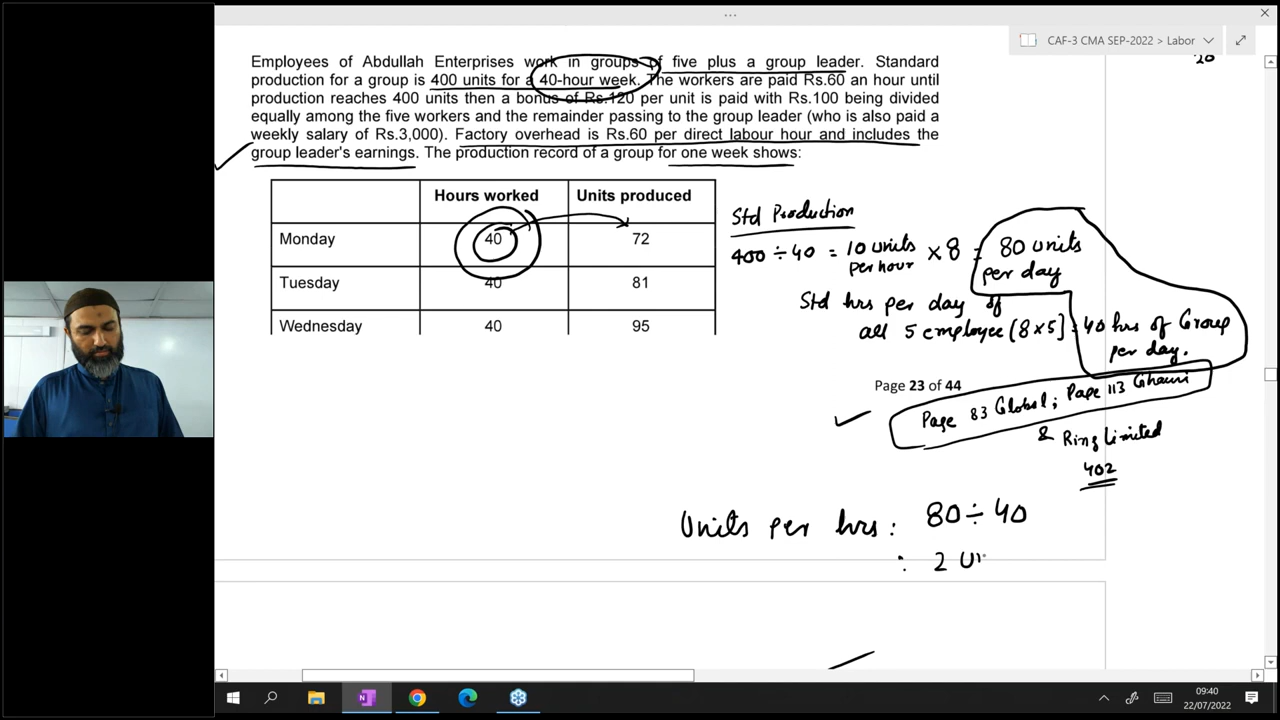 CAF-3 CMA SEP-2022 > Labor
20
Employees of Abdullah Enterprises work in groups of five plus a group leader. Standard
production for a group is 400 units for a 40-hour week. The workers are paid Rs.60 an hour until
production reaches 400 units then a bonus of Rs.120 per unit is paid with Rs.100 being divided
equally among the five workers and the remainder passing to the group leader (who is also paid a
weekly salary of Rs.3,000). Factory overhead is Rs.60 per direct labour hour and includes the
group leader's earnings. The production record of a group for one week shows:
Hours worked Units produced
Monday 40 72
Tuesday 40 81
Wednesday 40 95
Std Production
400 ÷ 40 = 10 units per hour × 8 = 80 units per day
Std hrs per day of
all 5 employee (8 x 5] = 40 hrs of Group
per day.
Page 23 of 44
Page 83 Global; Page 113 Ghauri
& Ring Limited
402
Units per hrs : 80 ÷ 40
: 2 Un
09:40
22/07/2022